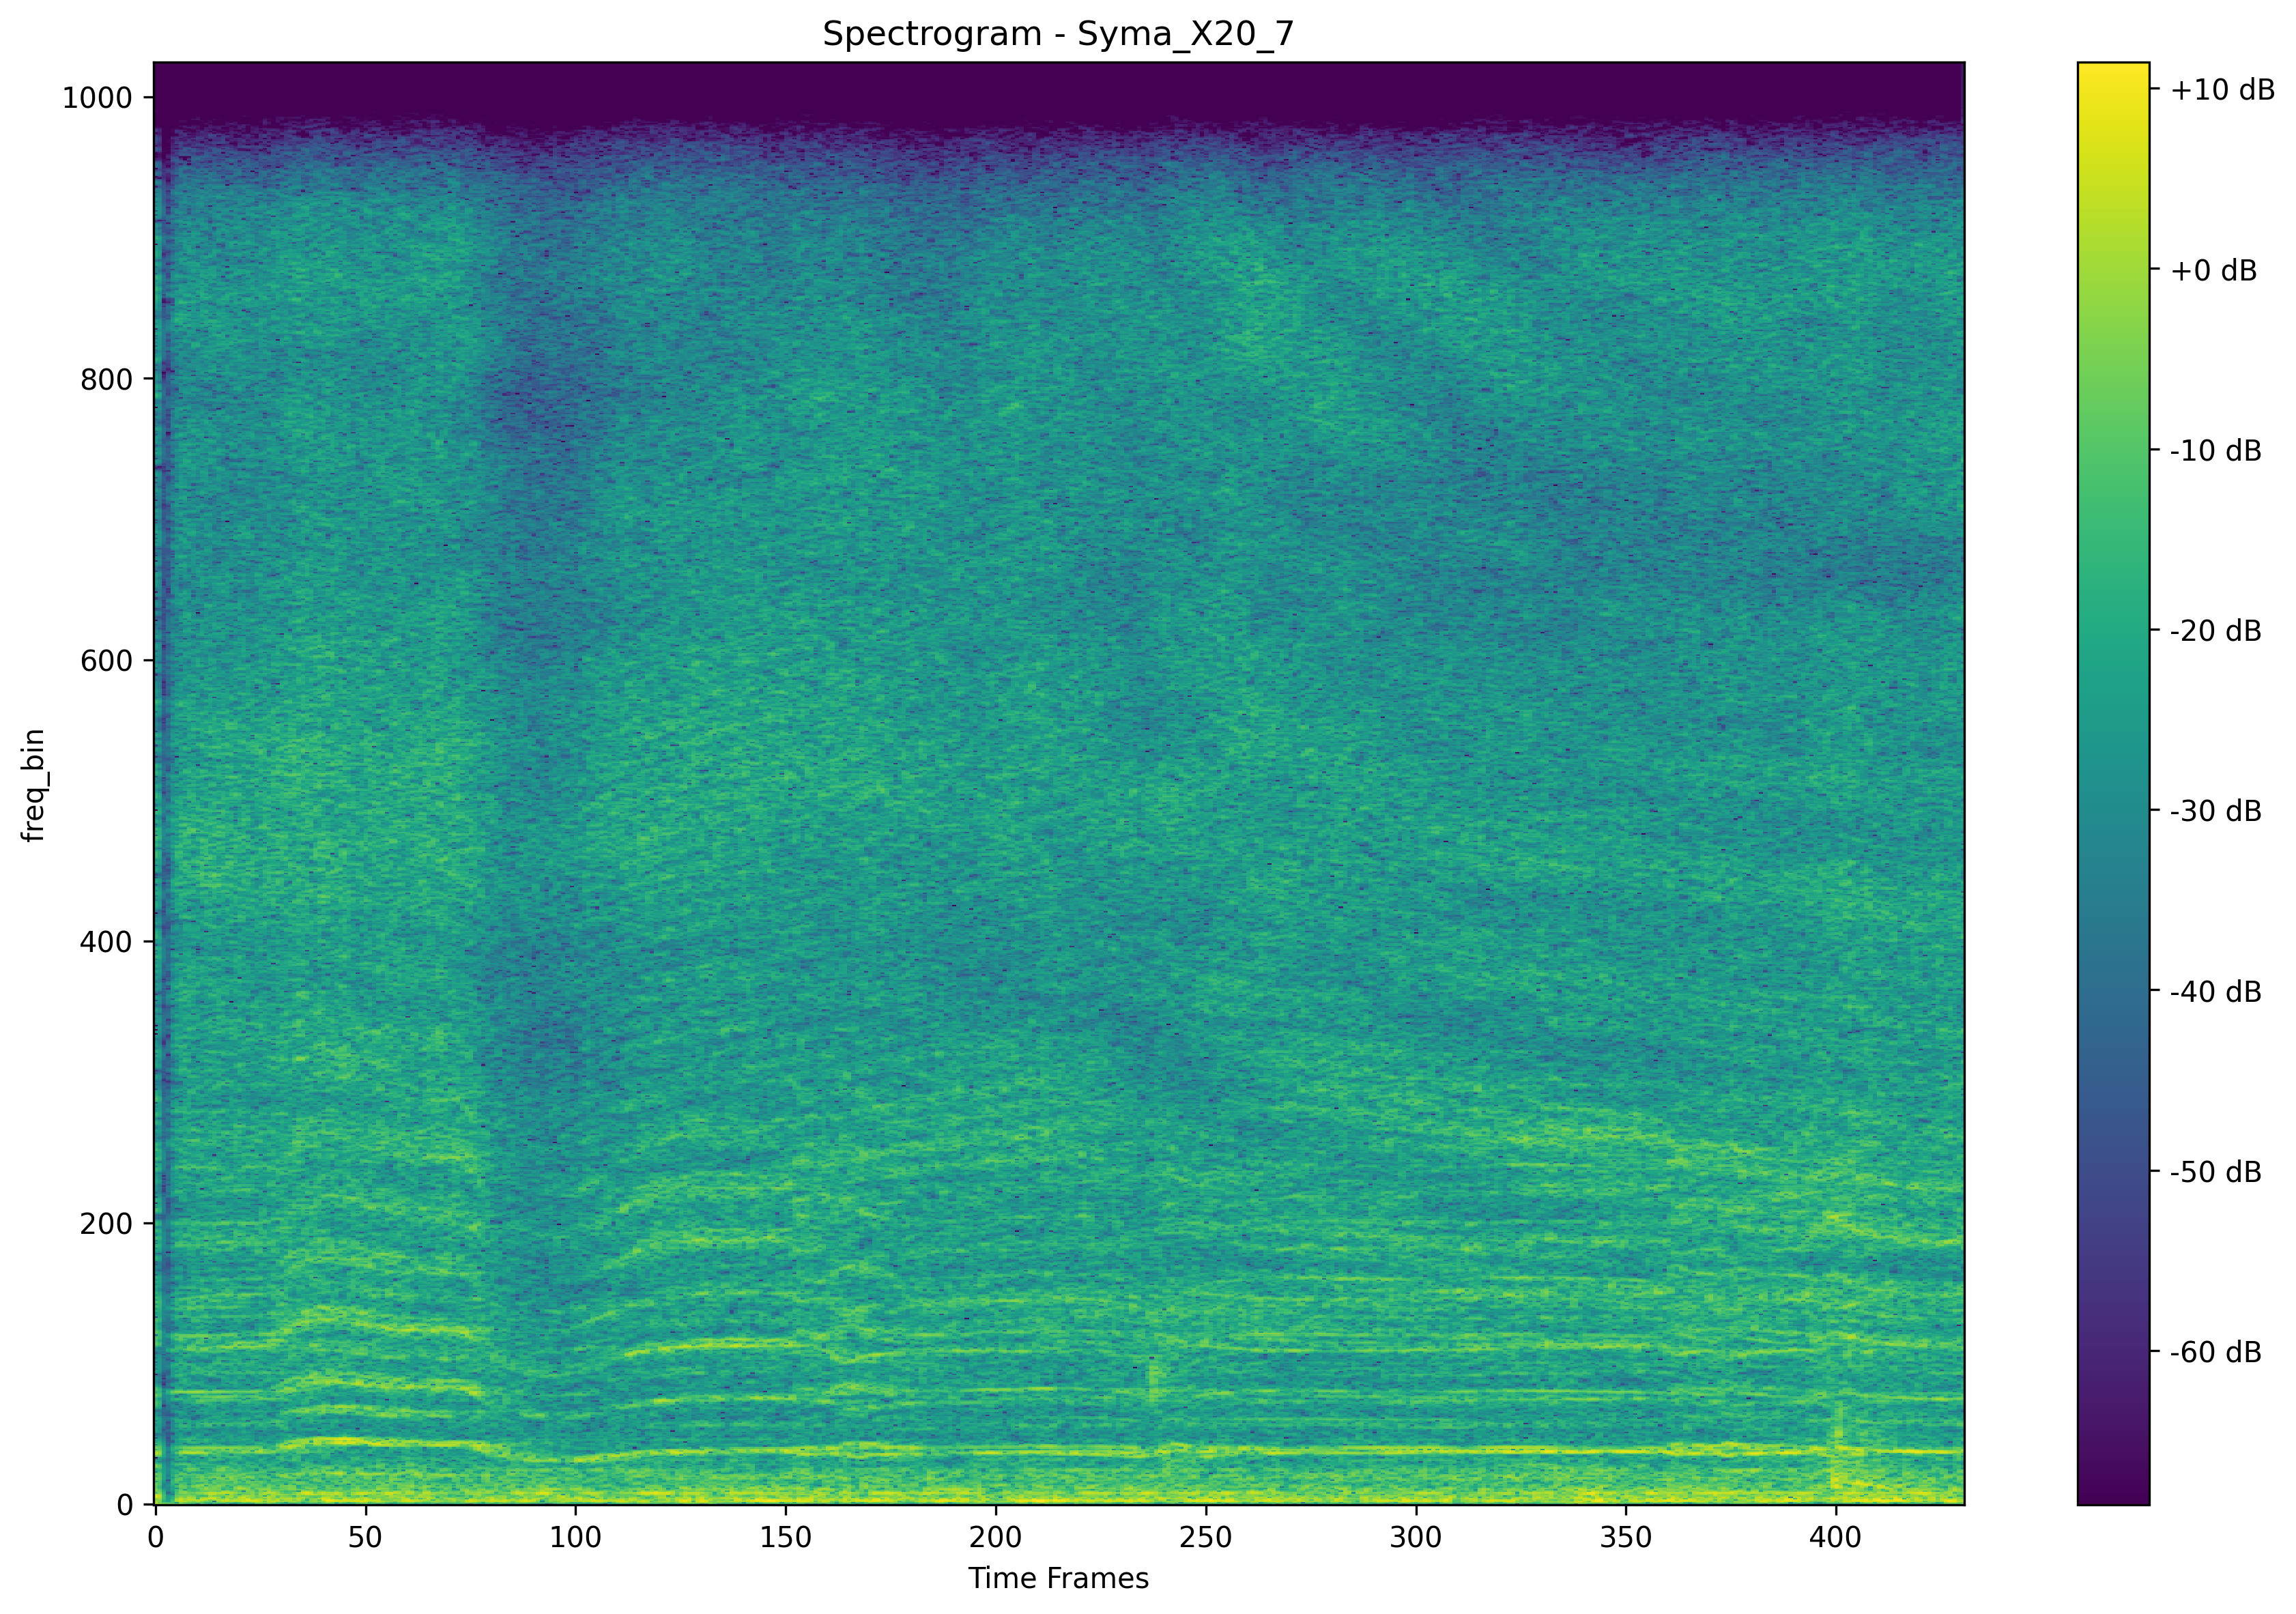 Spectrogram - Syma_X20_7
1000
800
600
400
200
0
freq_bin
0 50 100 150 200 250 300 350 400
Time Frames
+10 dB
+0 dB
-10 dB
-20 dB
-30 dB
-40 dB
-50 dB
-60 dB